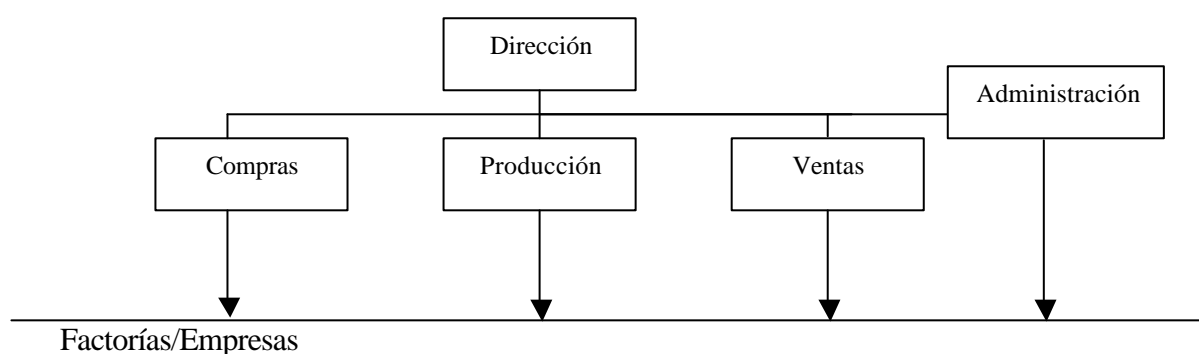 Dirección
Administración
Compras
Producción
Ventas
Factorías/Empresas